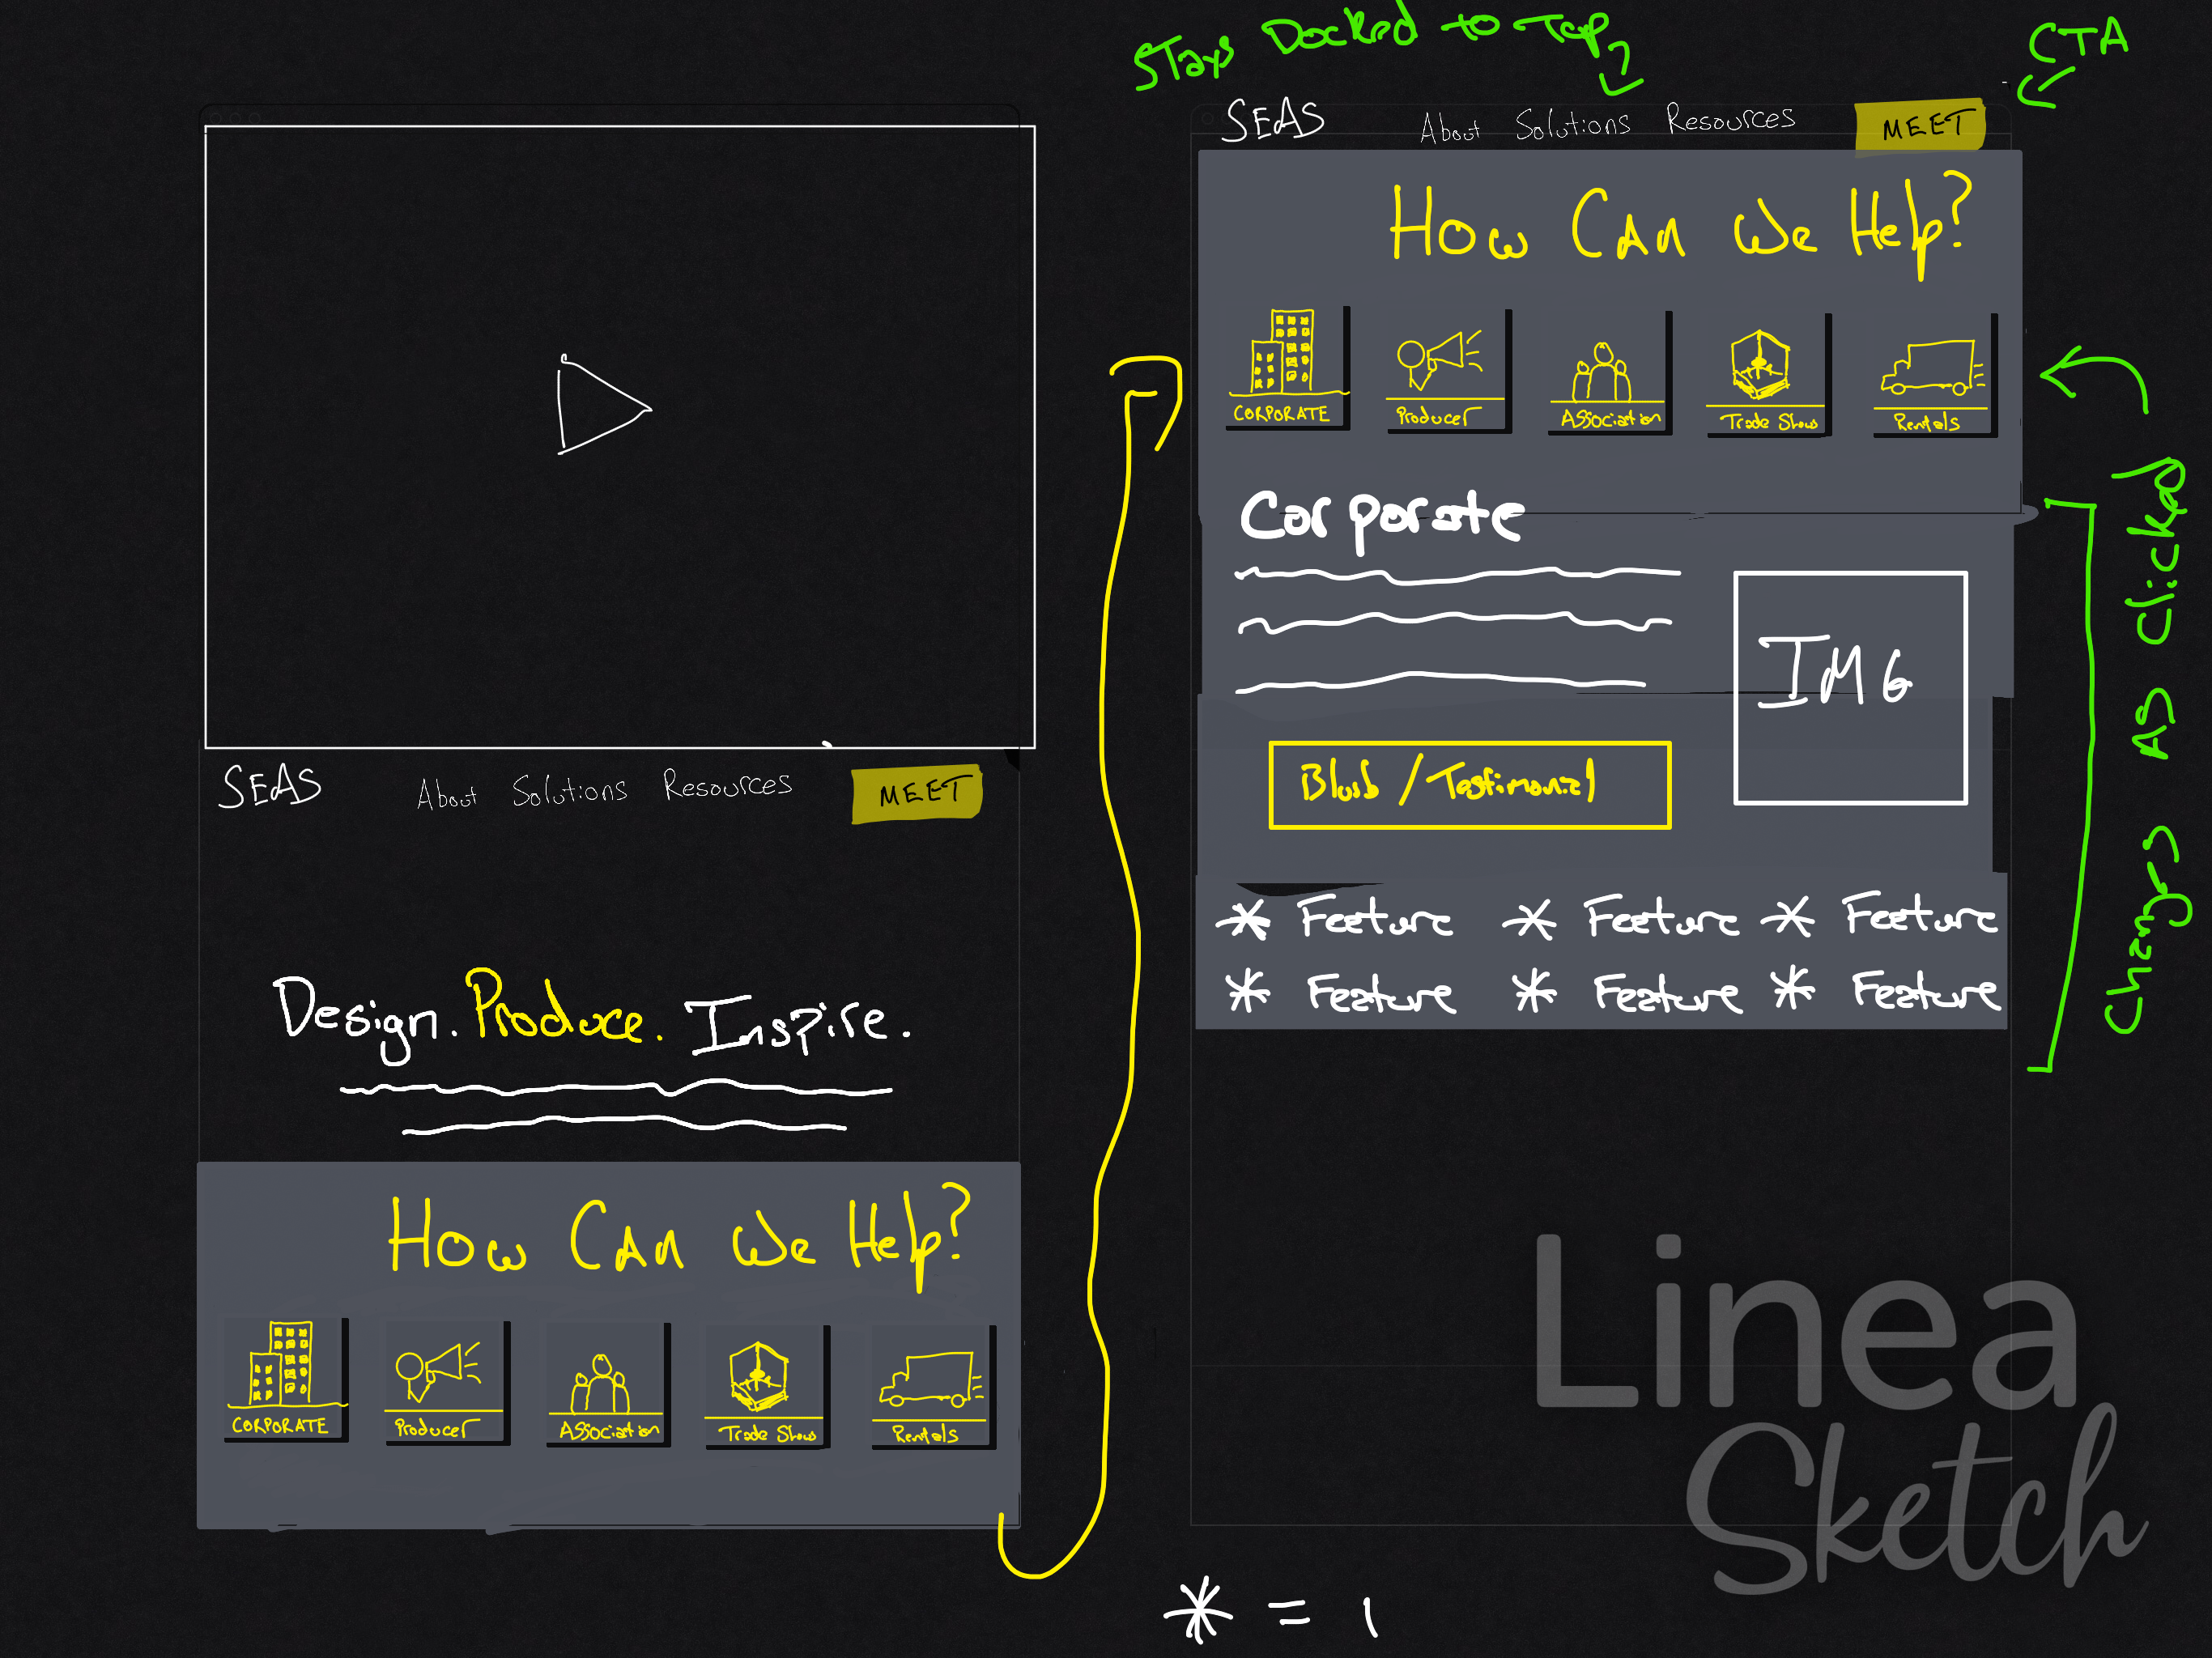 Stays Docked to Top
CTA
SEAS About Solutions Resources MEET
How Can We Help?
CORPORATE Producer Association Trade Show Rentals
Corporate
IMG
Blurb / Testimonial
* Feature * Feature * Feature
* Feature * Feature * Feature
Changes As Clicked
SEAS About Solutions Resources MEET
Design. Produce. Inspire.
How Can We Help?
CORPORATE Producer Association Trade Show Rentals
* = 1
Linea
Sketch